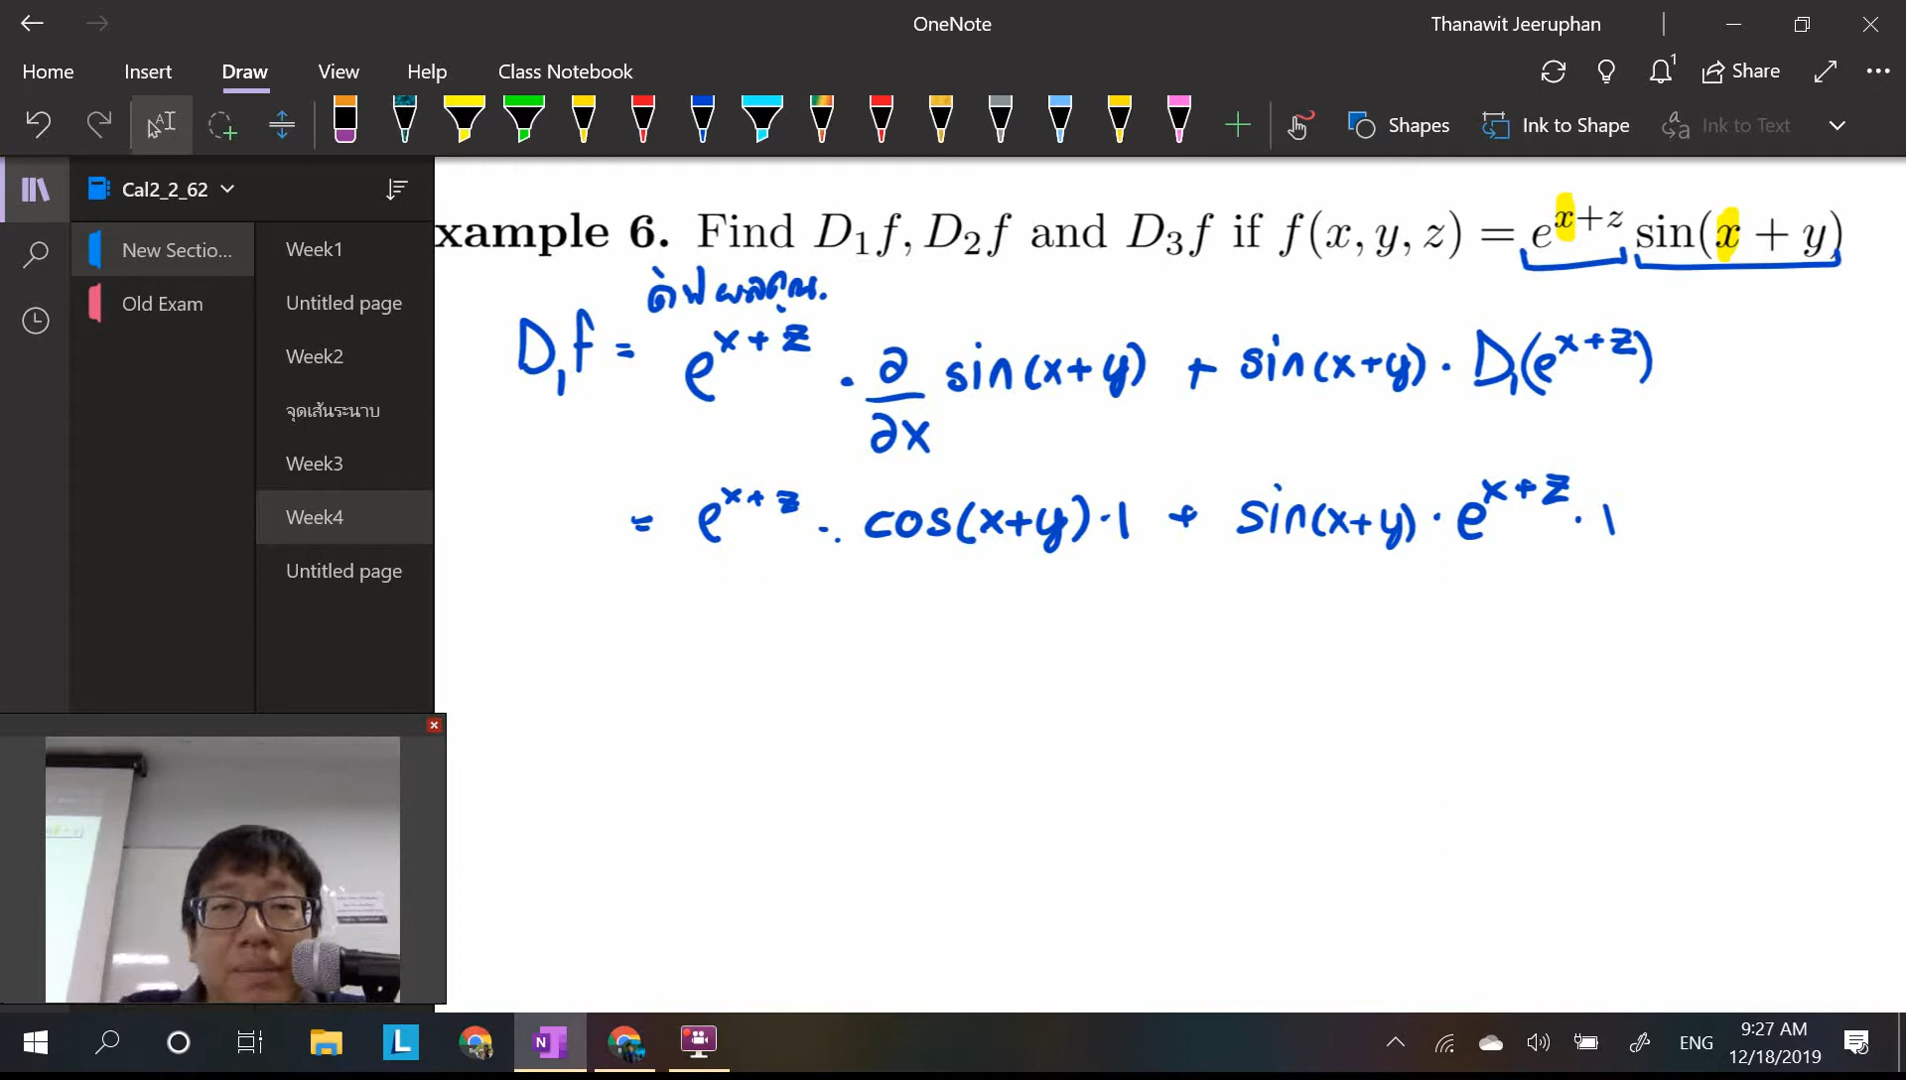 OneNote
Thanawit Jeeruphan
Home Insert Draw View Help Class Notebook
1
Share
AI
Shapes
Ink to Shape
Ink to Text
Cal2_2_62
New Sectio...
Old Exam
Week1
Untitled page
Week2
จุดเส้นระนาบ
Week3
Week4
Untitled page
xample 6. Find D₁f, D₂f and D₃f if f(x, y, z) = e^{x+z} sin(x + y)
ดิฟผลคูณ.
D₁f = e^{x+z} · ∂/∂x sin(x+y) + sin(x+y) · D₁(e^{x+z})
= e^{x+z} · cos(x+y)·1 + sin(x+y) · e^{x+z} · 1
ENG
9:27 AM
12/18/2019